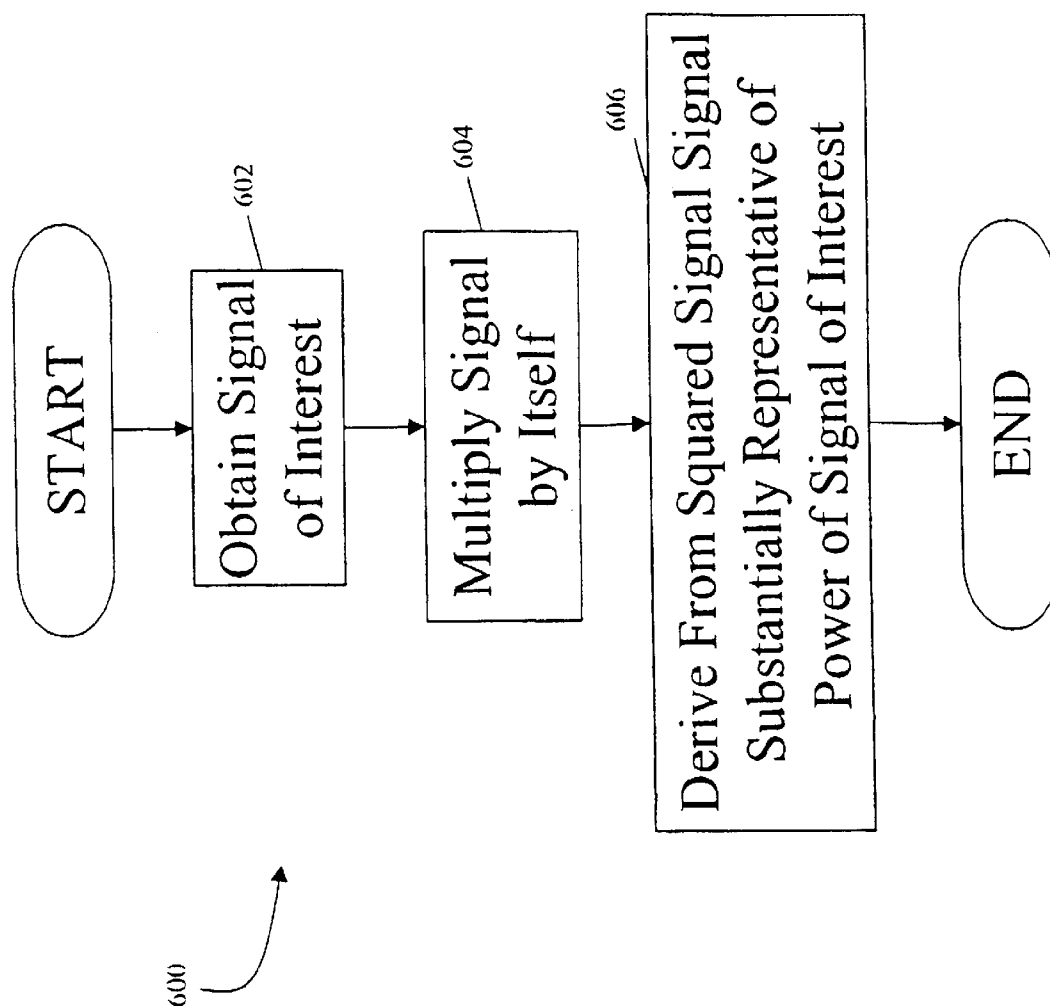 600
START
602
Obtain Signal
of Interest
604
Multiply Signal
by Itself
606
Derive From Squared Signal Signal
Substantially Representative of
Power of Signal of Interest
END